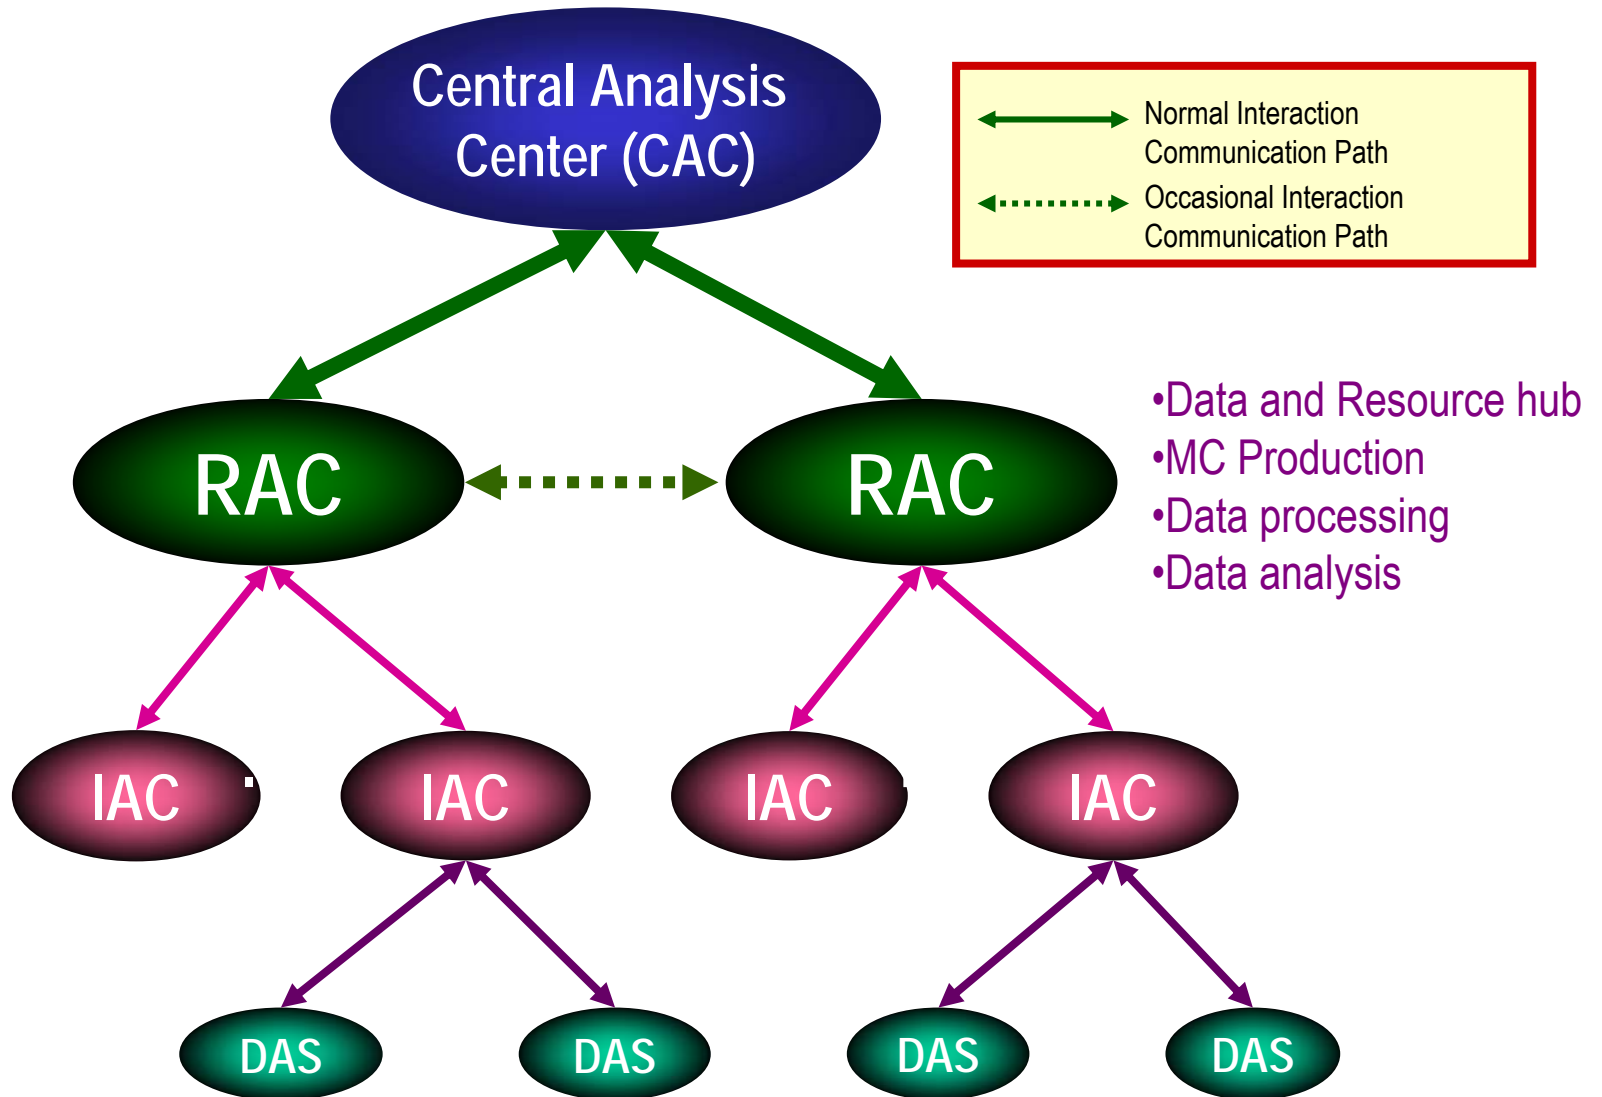 Central Analysis
Center (CAC)
Normal Interaction
Communication Path
Occasional Interaction
Communication Path
RAC
RAC
•Data and Resource hub
•MC Production
•Data processing
•Data analysis
IAC
IAC
IAC
IAC
DAS
DAS
DAS
DAS